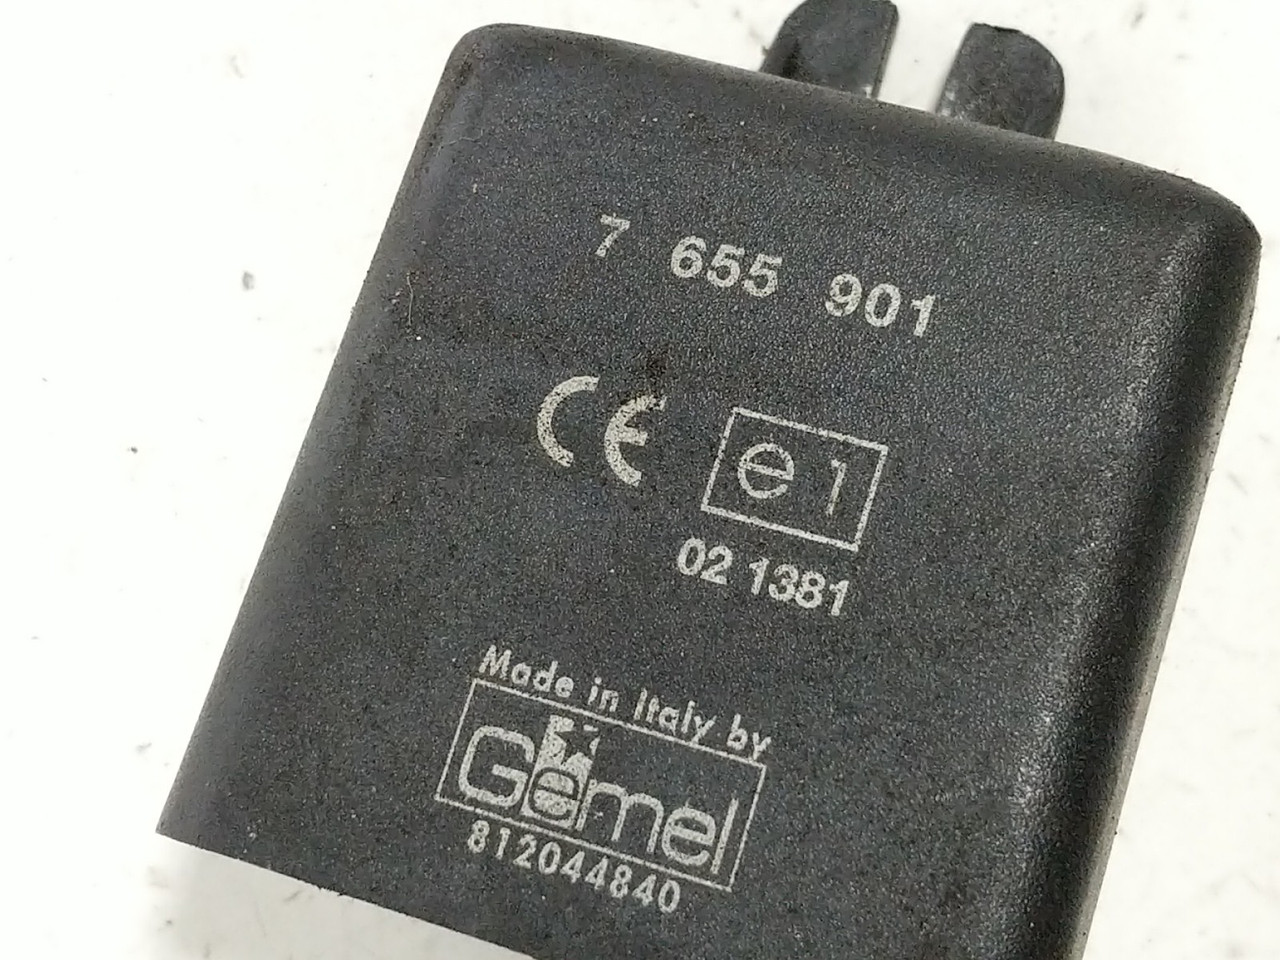 7 655 901
CE e1
02 1381
Made in Italy by
Gemel
812044840